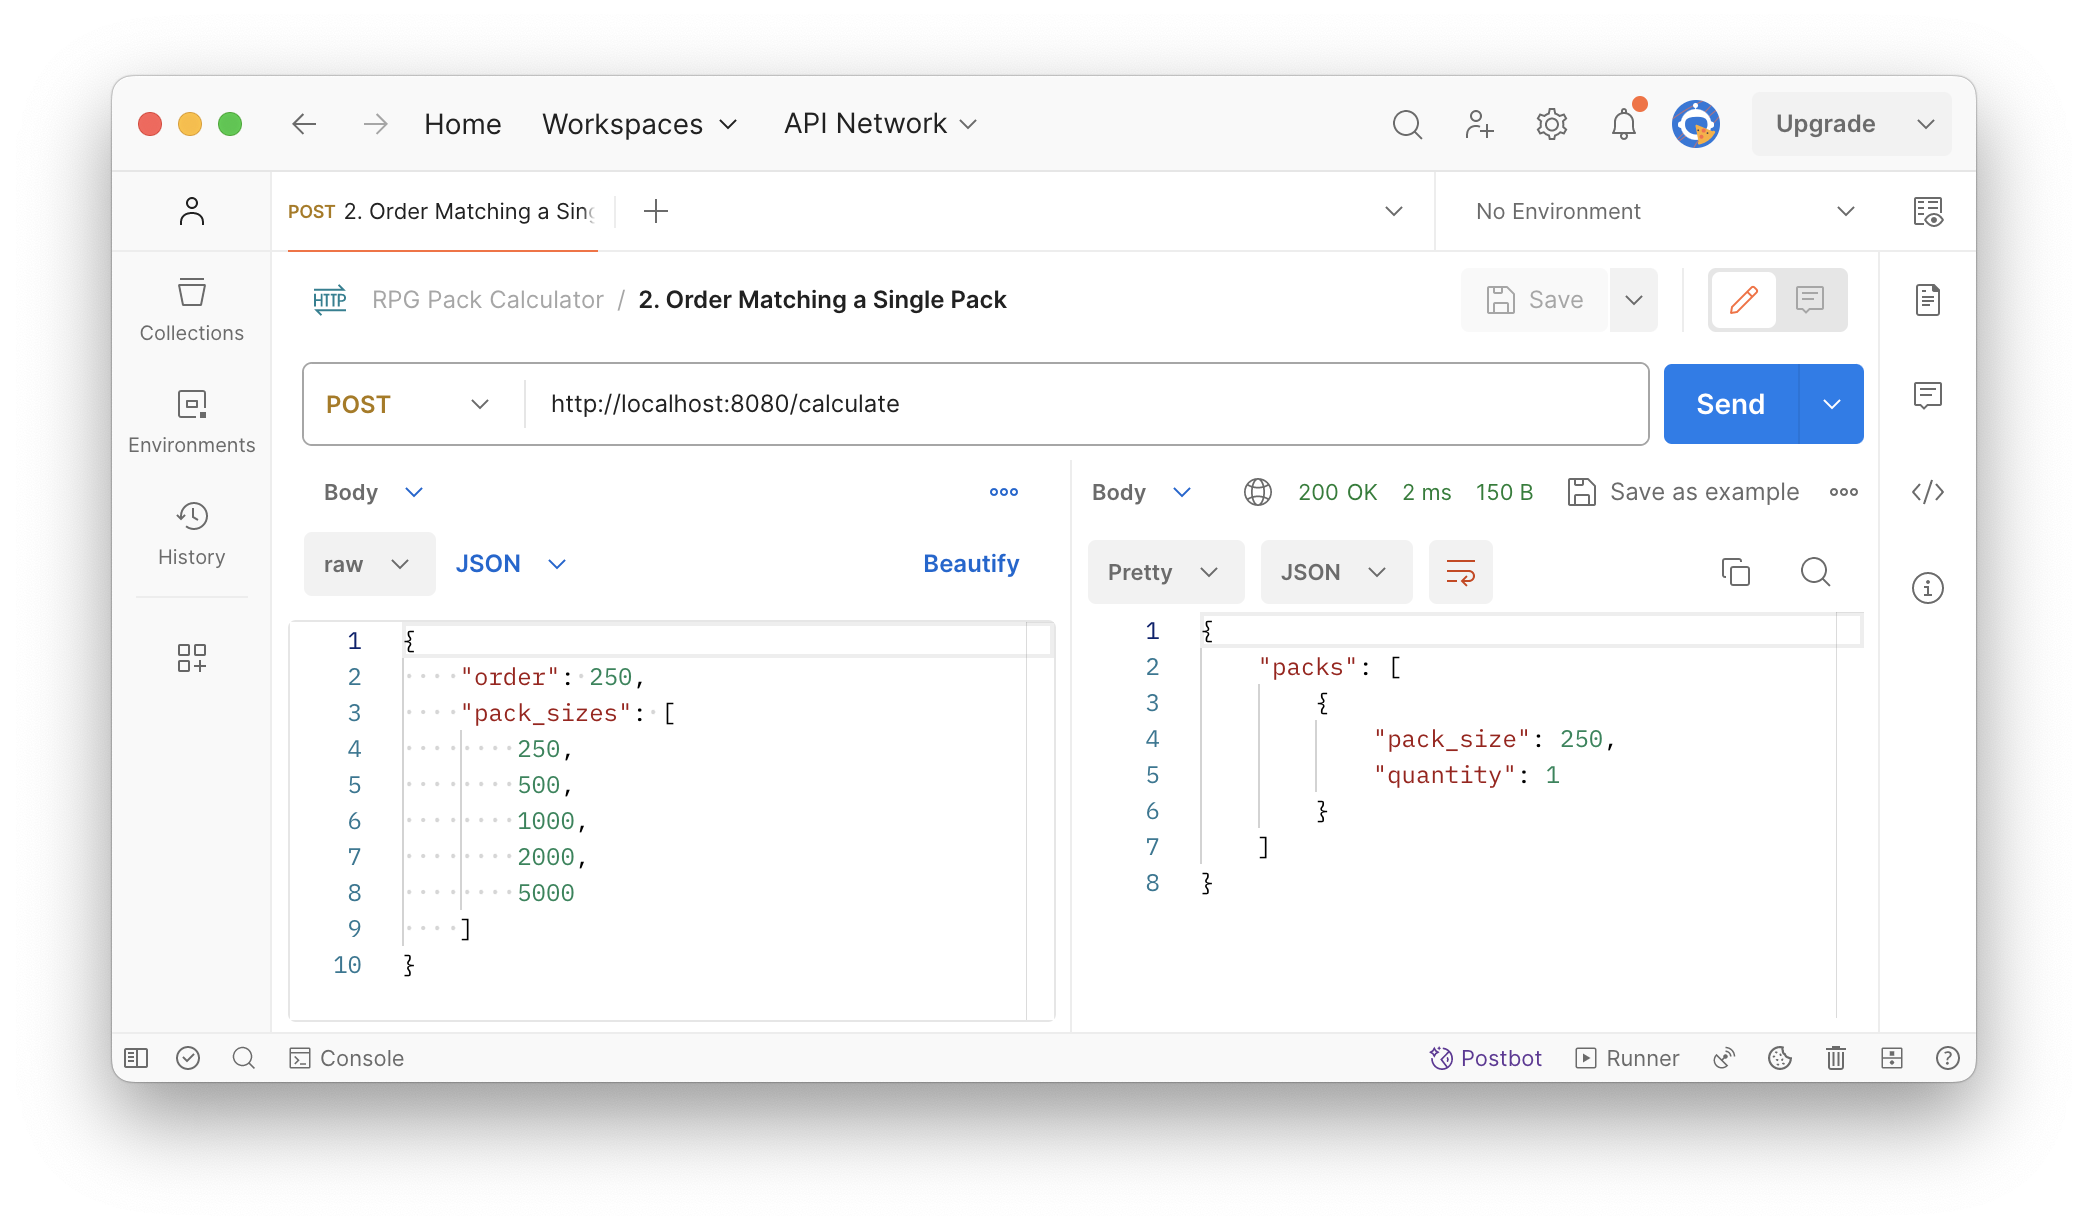 Home Workspaces API Network Upgrade
POST 2. Order Matching a Sin No Environment
HTTP RPG Pack Calculator / 2. Order Matching a Single Pack Save
POST http://localhost:8080/calculate Send
Collections
Environments
History
Body
raw JSON Beautify
1 {
2 "order": 250,
3 "pack_sizes": [
4 250,
5 500,
6 1000,
7 2000,
8 5000
9 ]
10 }
Body 200 OK 2 ms 150 B Save as example
Pretty JSON
1 {
2 "packs": [
3 {
4 "pack_size": 250,
5 "quantity": 1
6 }
7 ]
8 }
Console Postbot Runner